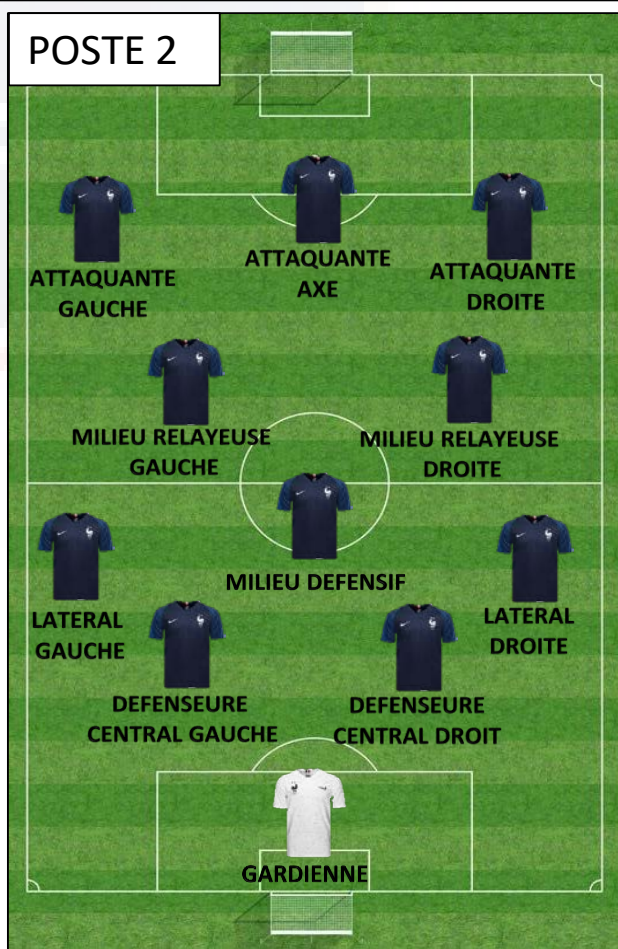 POSTE 2
ATTAQUANTE
GAUCHE
ATTAQUANTE
AXE
ATTAQUANTE
DROITE
MILIEU RELAYEUSE
GAUCHE
MILIEU RELAYEUSE
DROITE
MILIEU DEFENSIF
LATERAL
GAUCHE
LATERAL
DROITE
DEFENSEURE
CENTRAL GAUCHE
DEFENSEURE
CENTRAL DROIT
GARDIENNE